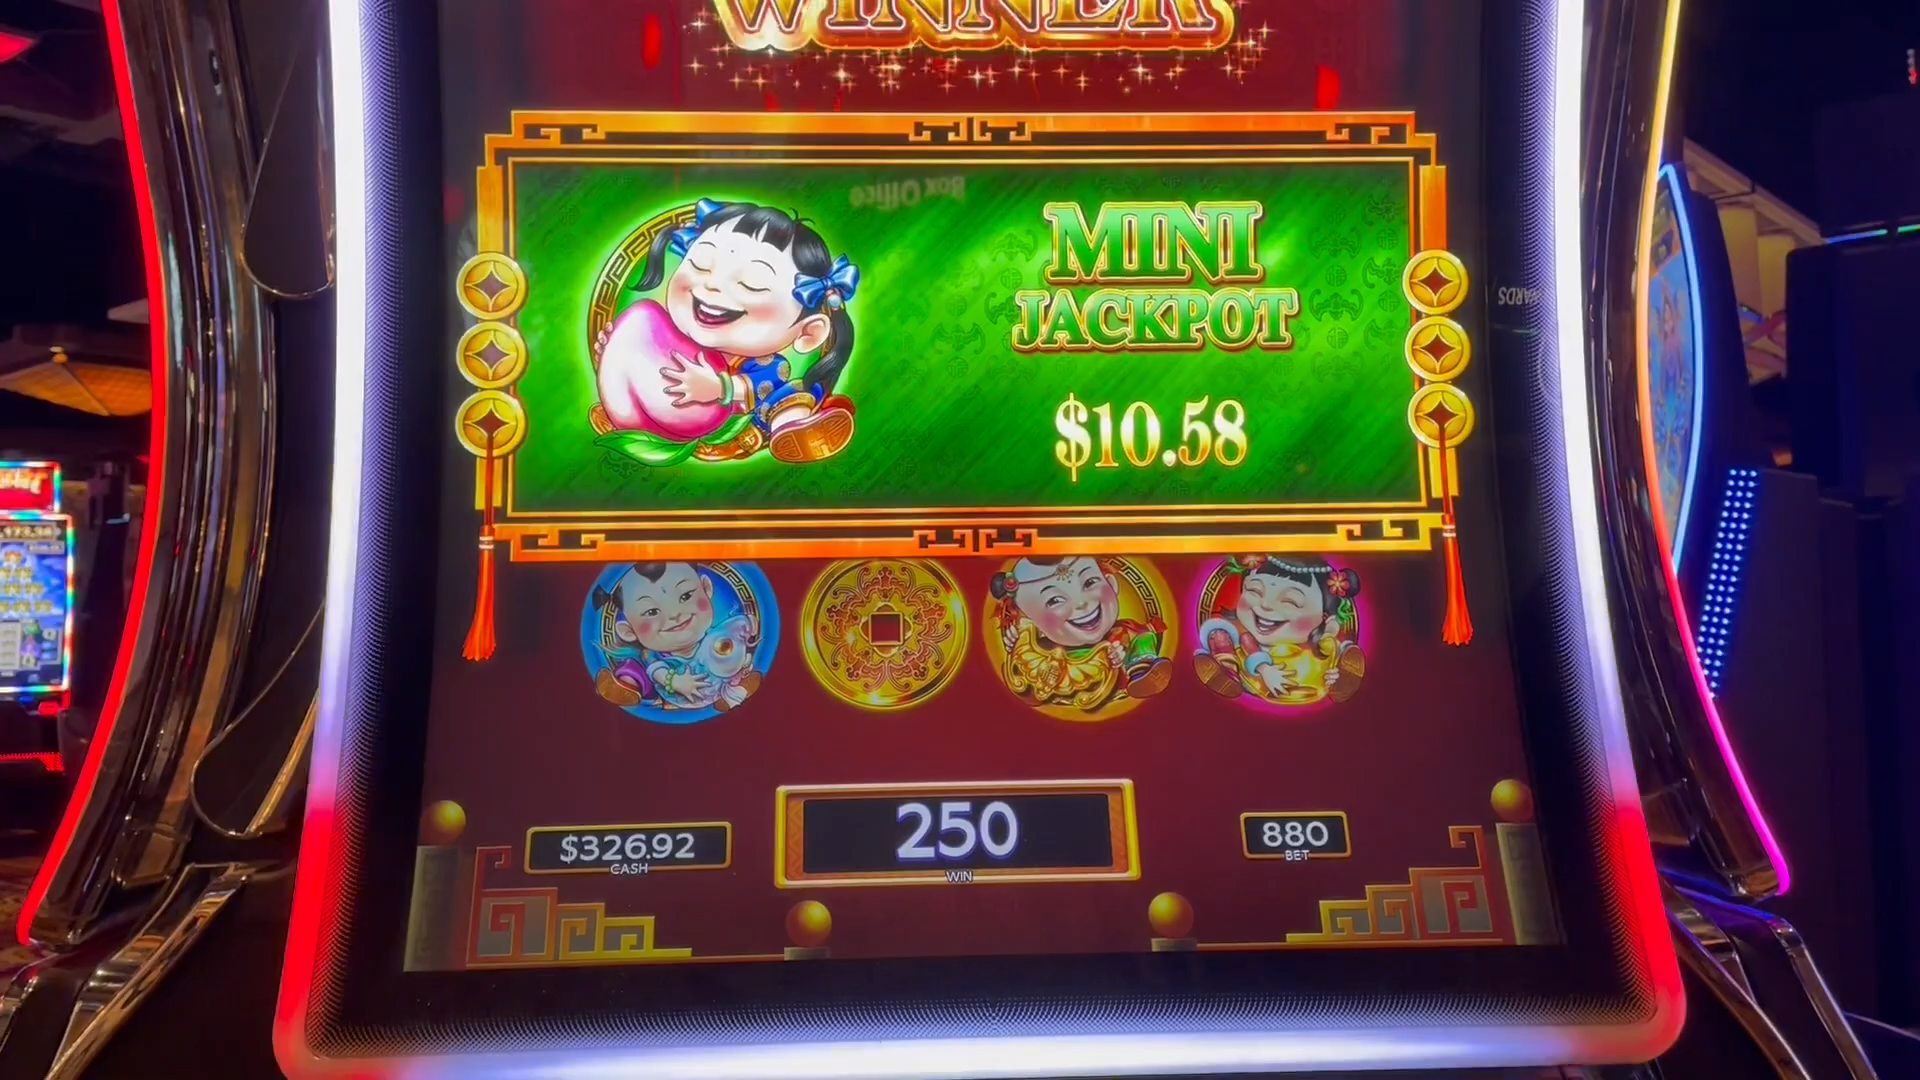 WINNER
Box Office
MINI
JACKPOT
$10.58
$326.92
CASH
250
WIN
880
BET